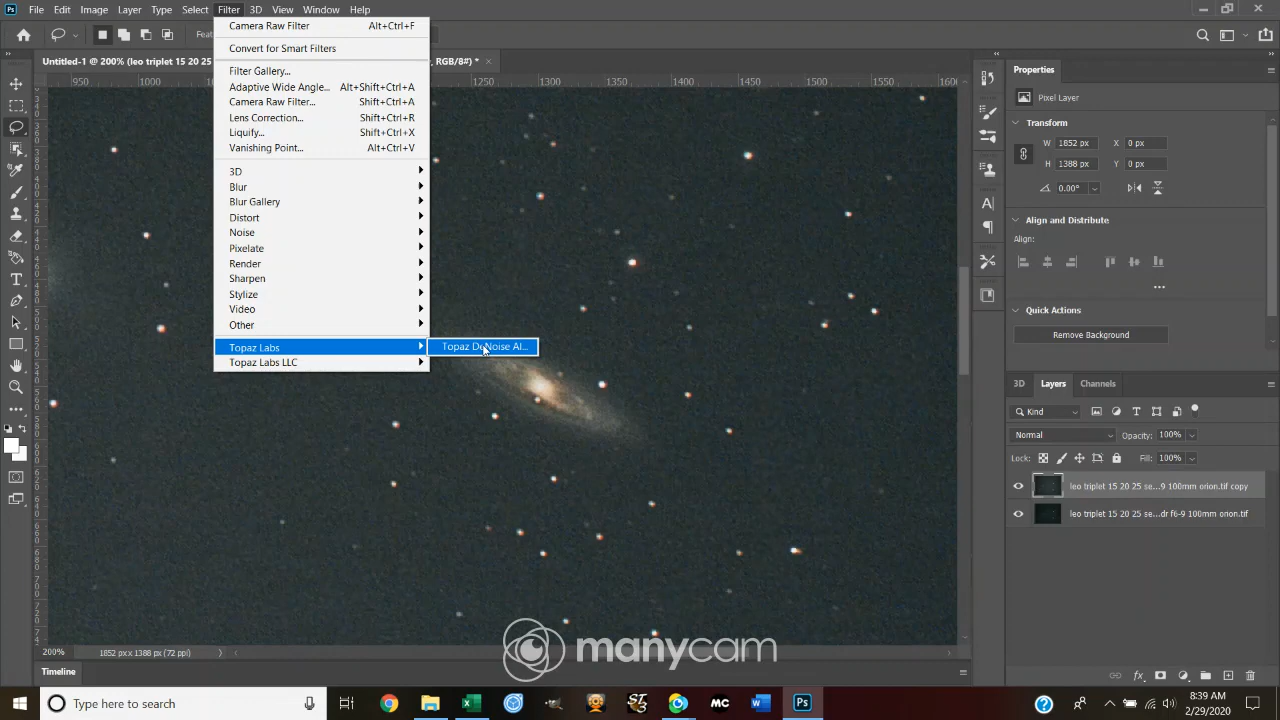 Ps File Edit Image Layer Type Select Filter 3D View Window Help
Camera Raw Filter Alt+Ctrl+F
Convert for Smart Filters
Filter Gallery...
Adaptive Wide Angle... Alt+Shift+Ctrl+A
Camera Raw Filter... Shift+Ctrl+A
Lens Correction... Shift+Ctrl+R
Liquify... Shift+Ctrl+X
Vanishing Point... Alt+Ctrl+V
3D
Blur
Blur Gallery
Distort
Noise
Pixelate
Render
Sharpen
Stylize
Video
Other
Topaz Labs
Topaz DeNoise AI...
Topaz Labs LLC
Untitled-1 @ 200% (leo triplet 15 20 25 , RGB/8#) *
950 1000 1050 1250 1300 1350 1400 1450 1500 1550 1600
Properties
Pixel Layer
Transform
W 1852 px X 0 px
H 1388 px Y 0 px
0.00°
Align and Distribute
Align:
Quick Actions
Remove Background
3D Layers Channels
Kind
Normal Opacity: 100%
Lock: Fill: 100%
leo triplet 15 20 25 se...9 100mm orion.tif copy
leo triplet 15 20 25 se...dr f6-9 100mm orion.tif
manycam
200% 1852 px x 1388 px (72 ppi)
Timeline
Type here to search
MC
Ps
8:39 AM
2/29/2020